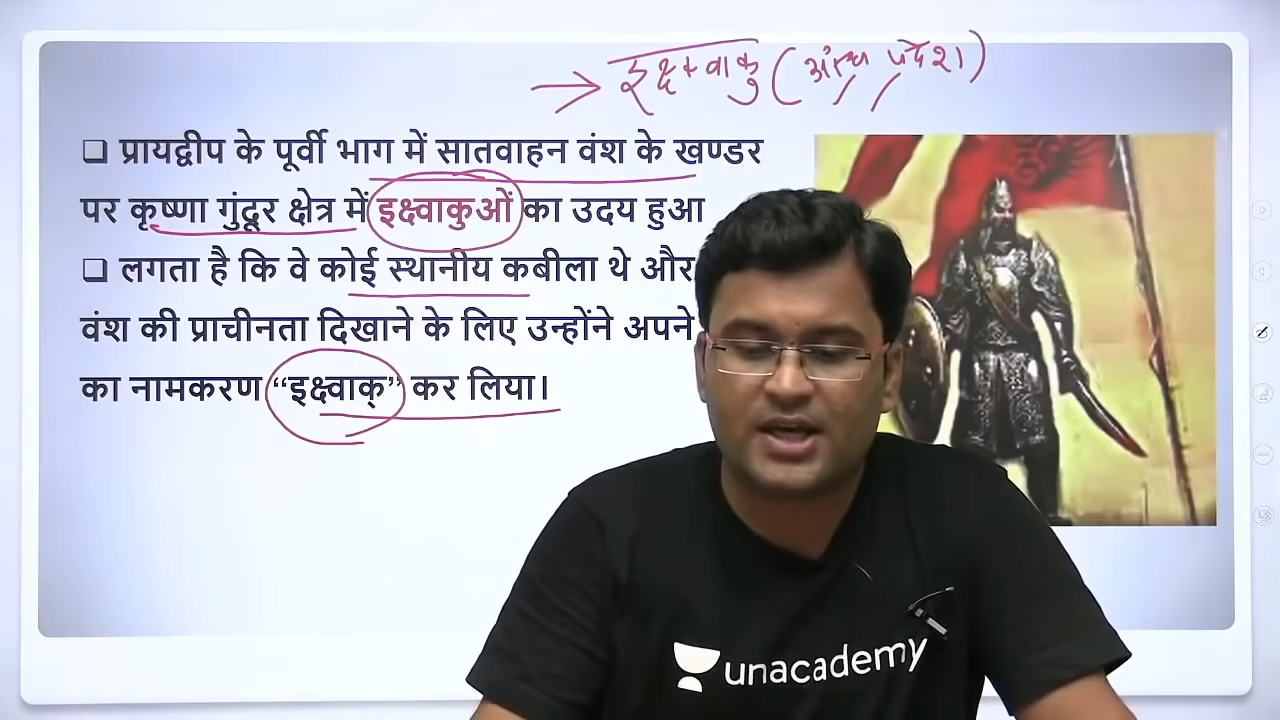 → इक्ष्वाकु (आंध्र प्रदेश)
❑ प्रायद्वीप के पूर्वी भाग में सातवाहन वंश के खण्डर
पर कृष्णा गुंदूर क्षेत्र में इक्ष्वाकुओं का उदय हुआ
❑ लगता है कि वे कोई स्थानीय कबीला थे और
वंश की प्राचीनता दिखाने के लिए उन्होंने अपने
का नामकरण “इक्ष्वाक्” कर लिया।
unacademy